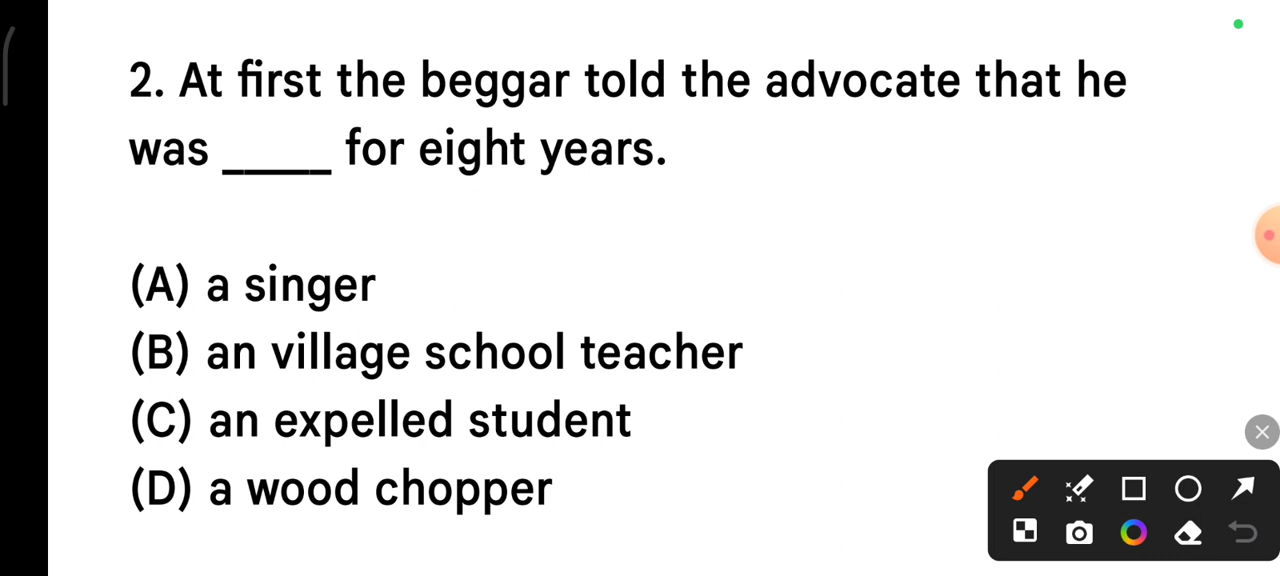 2. At first the beggar told the advocate that he
was _____ for eight years.
(A) a singer
(B) an village school teacher
(C) an expelled student
(D) a wood chopper